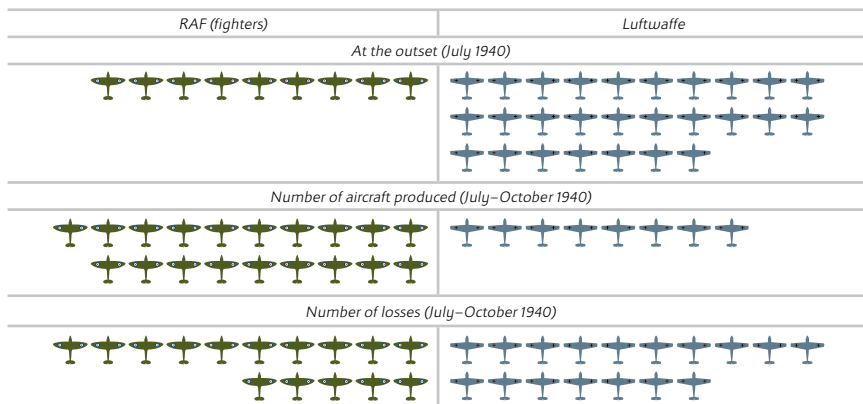 RAF (fighters)
Luftwaffe
At the outset (July 1940)
Number of aircraft produced (July–October 1940)
Number of losses (July–October 1940)